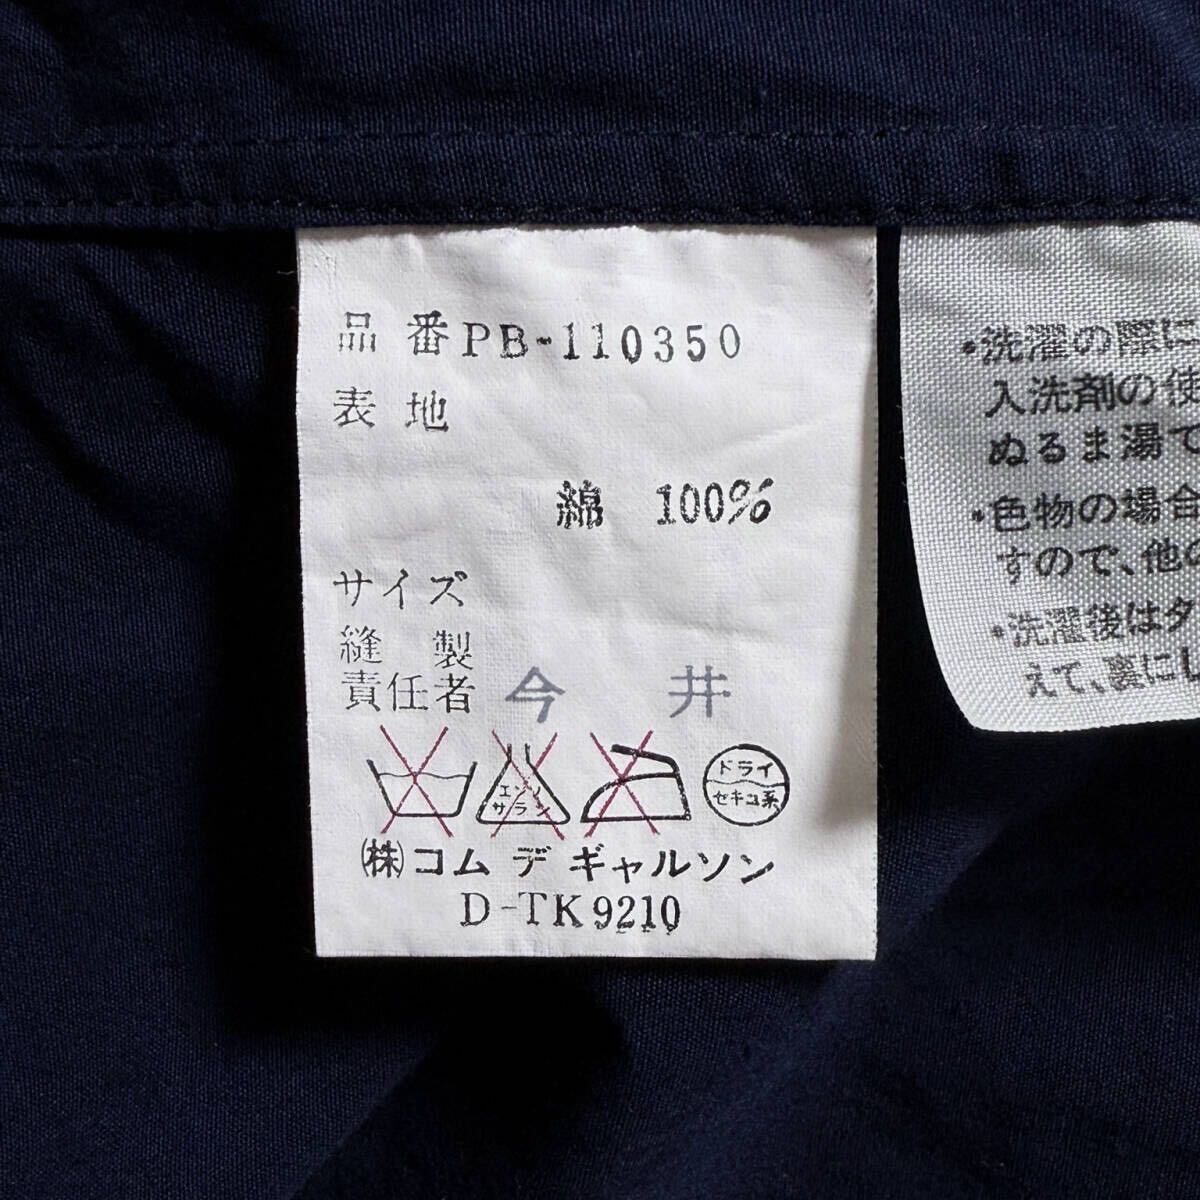 品番PB-110350
表地
綿 100%
サイズ
縫製
責任者 今井
エンソ
サラシ
ドライ
セキユ系
(株)コム デ ギャルソン
D-TK9210
・洗濯の際に
入洗剤の使
ぬるま湯で
・色物の場合
すので、他の
・洗濯後はタ
えて、裏にし